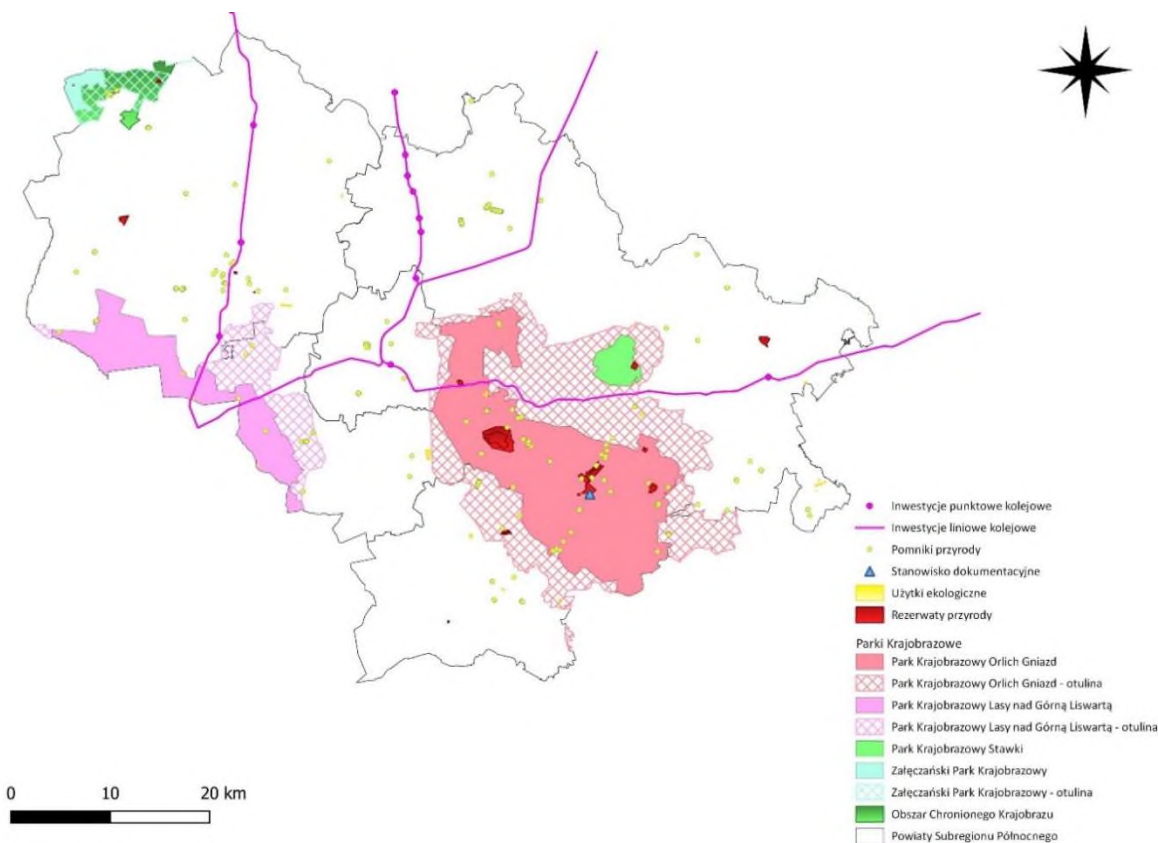 Inwestycje punktowe kolejowe
Inwestycje liniowe kolejowe
Pomniki przyrody
Stanowisko dokumentacyjne
Użytki ekologiczne
Rezerwaty przyrody
Parki Krajobrazowe
Park Krajobrazowy Orlich Gniazd
Park Krajobrazowy Orlich Gniazd - otulina
Park Krajobrazowy Lasy nad Górną Liswartą
Park Krajobrazowy Lasy nad Górną Liswartą - otulina
Park Krajobrazowy Stawki
Załęczański Park Krajobrazowy
Załęczański Park Krajobrazowy - otulina
Obszar Chronionego Krajobrazu
Powiaty Subregionu Północnego
0 10 20 km